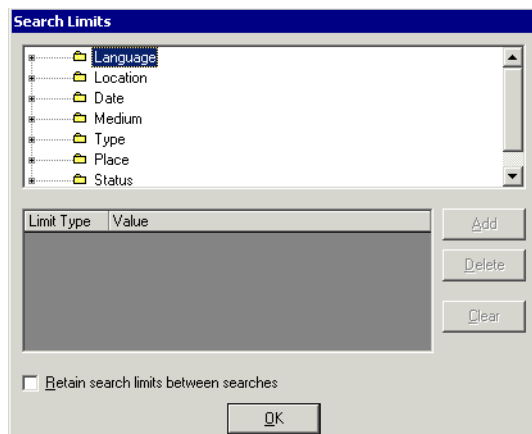 Search Limits
Language
Location
Date
Medium
Type
Place
Status
Limit Type Value
Add
Delete
Clear
Retain search limits between searches
OK